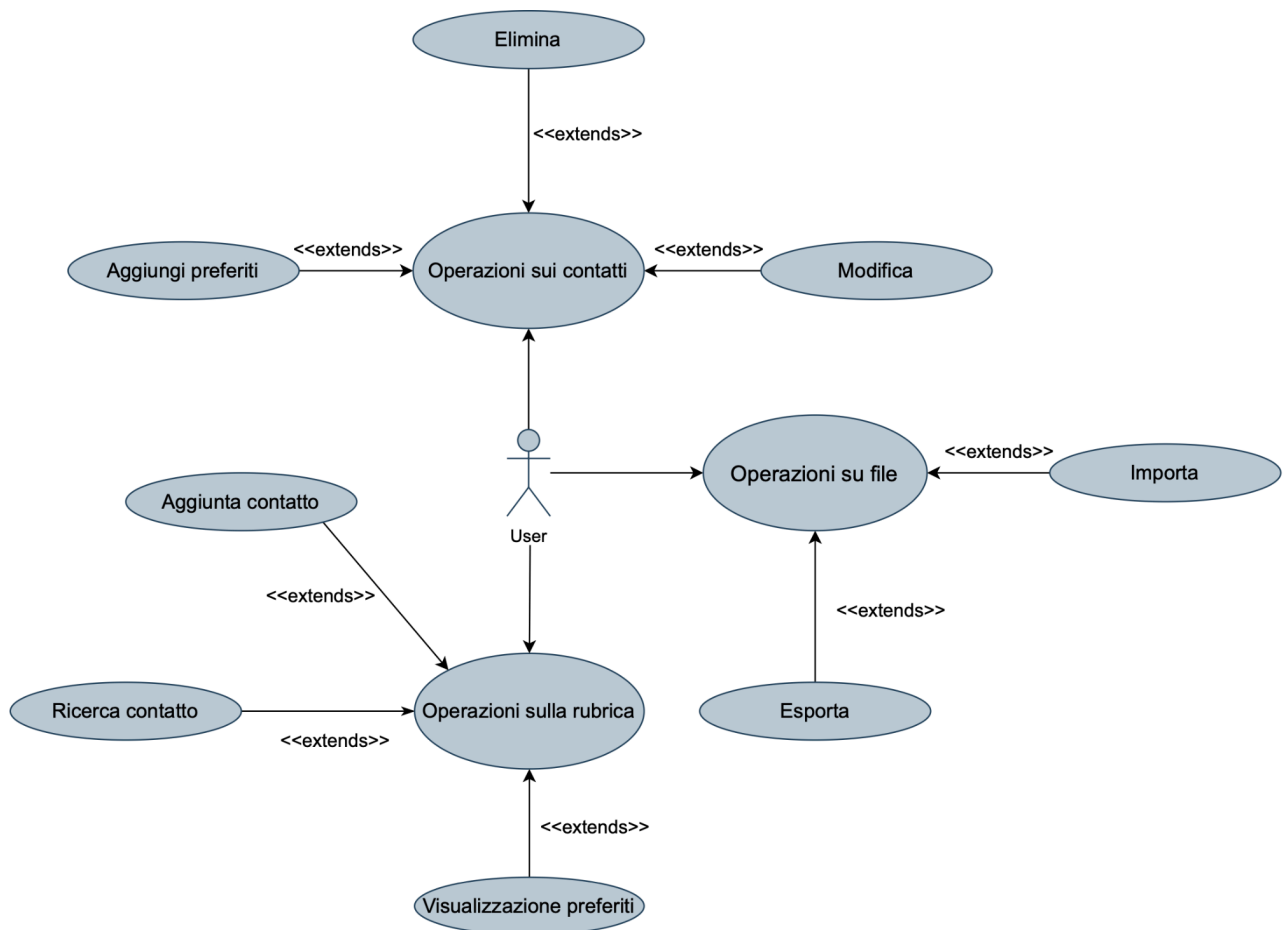 Elimina
<<extends>>
<<extends>>
<<extends>>
Aggiungi preferiti
Operazioni sui contatti
Modifica
<<extends>>
Operazioni su file
Importa
Aggiunta contatto
User
<<extends>>
<<extends>>
Ricerca contatto
Operazioni sulla rubrica
Esporta
<<extends>>
<<extends>>
Visualizzazione preferiti